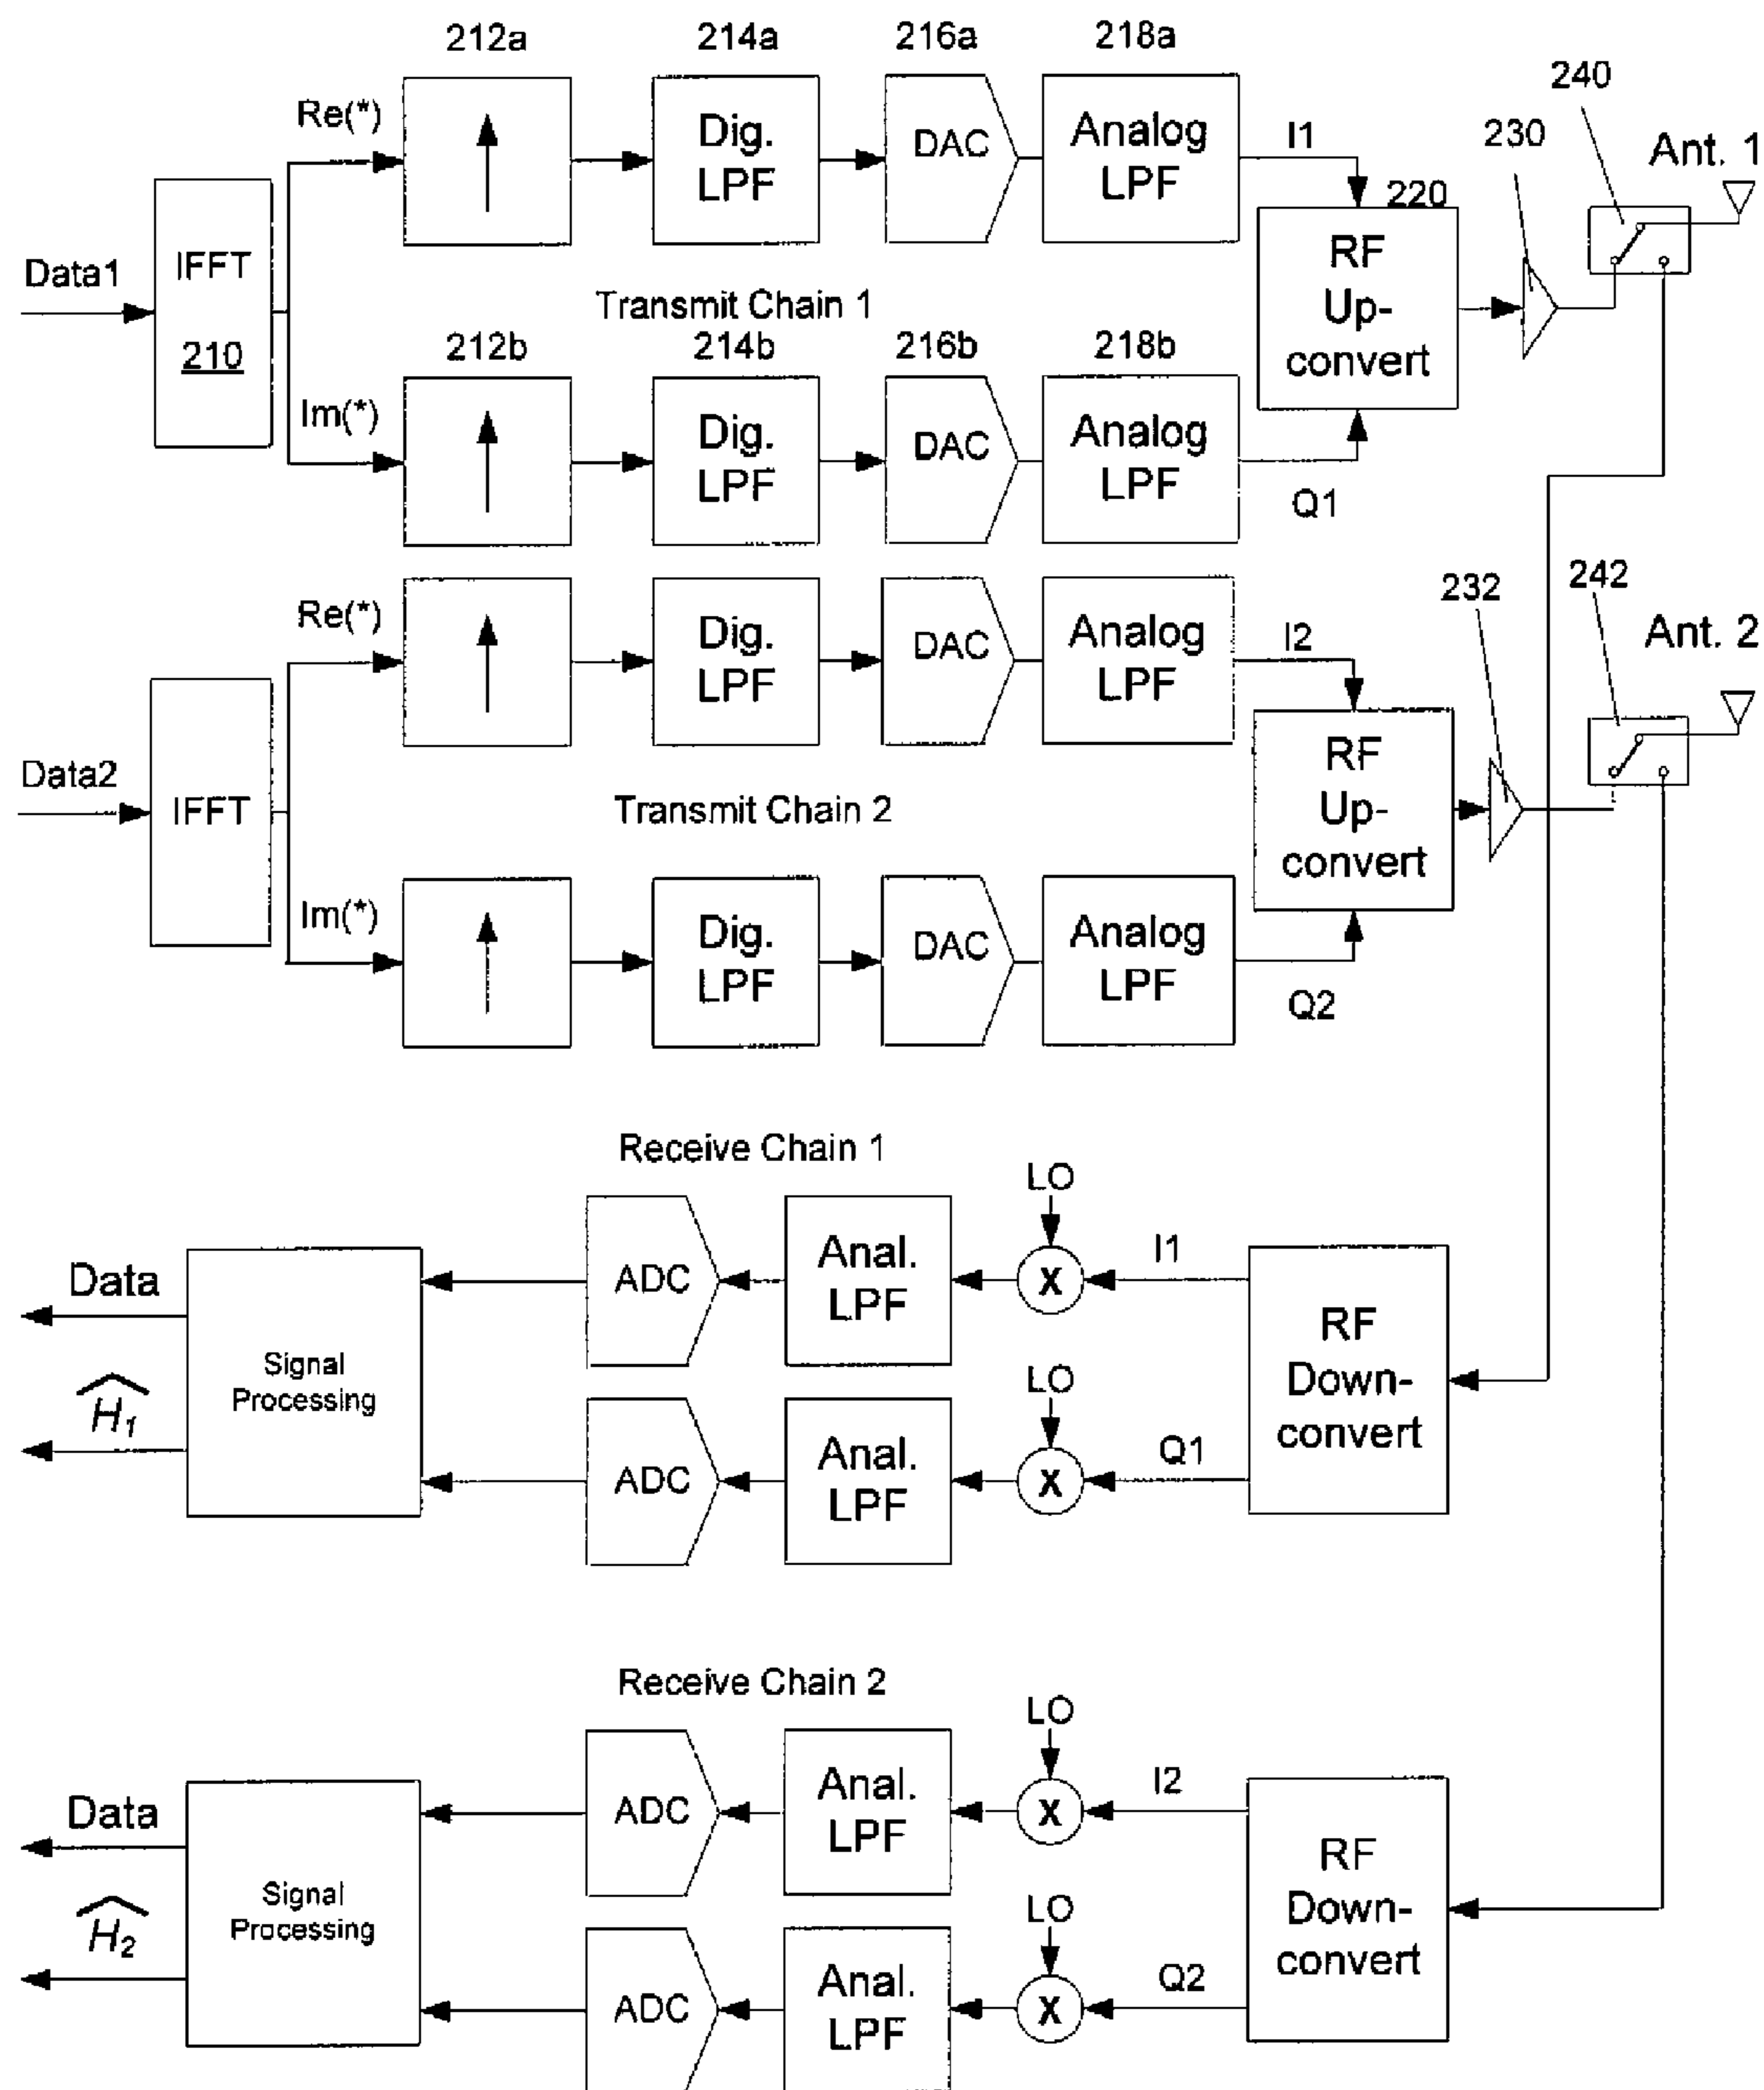 212a 214a 216a 218a
240
230
Ant. 1
Re(*)
Dig.
LPF
DAC
Analog
LPF
I1
220
Data1
IFFT
210
RF
Up-
convert
Transmit Chain 1
212b 214b 216b 218b
Im(*)
Dig.
LPF
DAC
Analog
LPF
Q1
232
242
Ant. 2
Re(*)
Dig.
LPF
DAC
Analog
LPF
I2
Data2
IFFT
RF
Up-
convert
Transmit Chain 2
Im(*)
Dig.
LPF
DAC
Analog
LPF
Q2
Receive Chain 1
LO
Data
ADC
Anal.
LPF
X
I1
Signal
Processing
RF
Down-
convert
LO
Ĥ1
ADC
Anal.
LPF
X
Q1
Receive Chain 2
LO
Data
ADC
Anal.
LPF
X
I2
Signal
Processing
RF
Down-
convert
LO
Ĥ2
ADC
Anal.
LPF
X
Q2